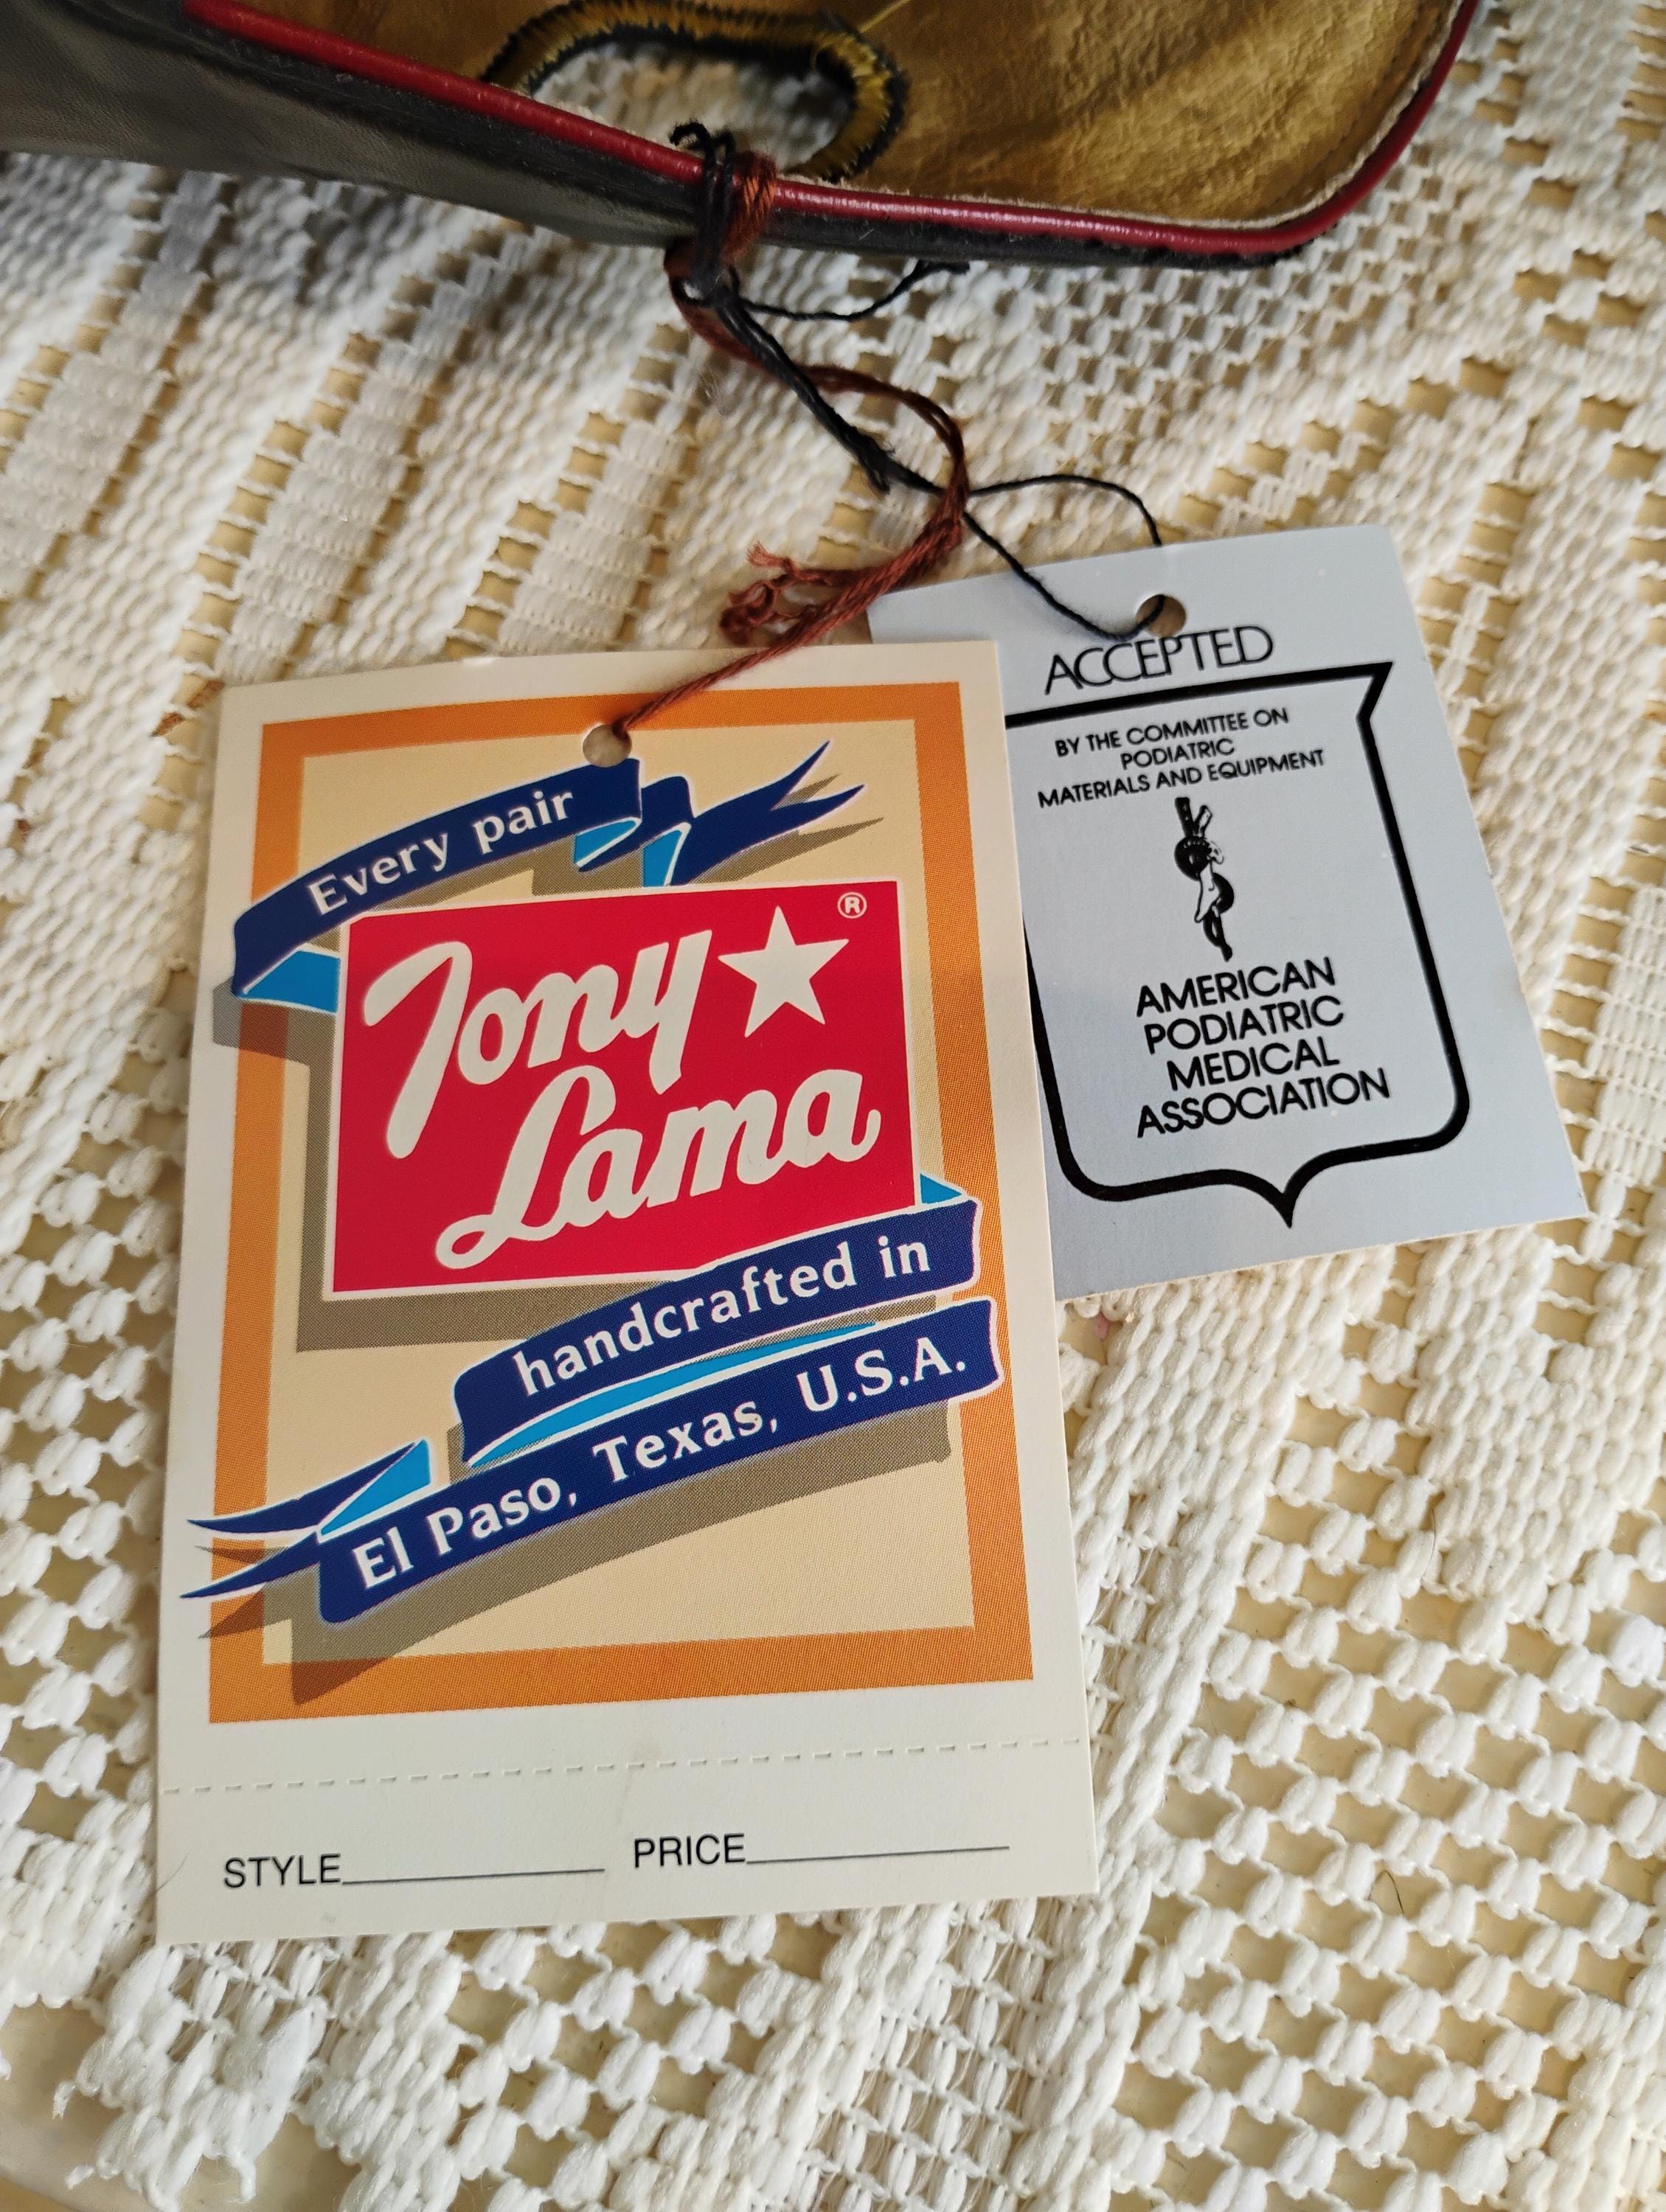 Every pair
Tony
Lama
®
handcrafted in
El Paso, Texas, U.S.A.
STYLE PRICE
ACCEPTED
BY THE COMMITTEE ON
PODIATRIC
MATERIALS AND EQUIPMENT
AMERICAN
PODIATRIC
MEDICAL
ASSOCIATION